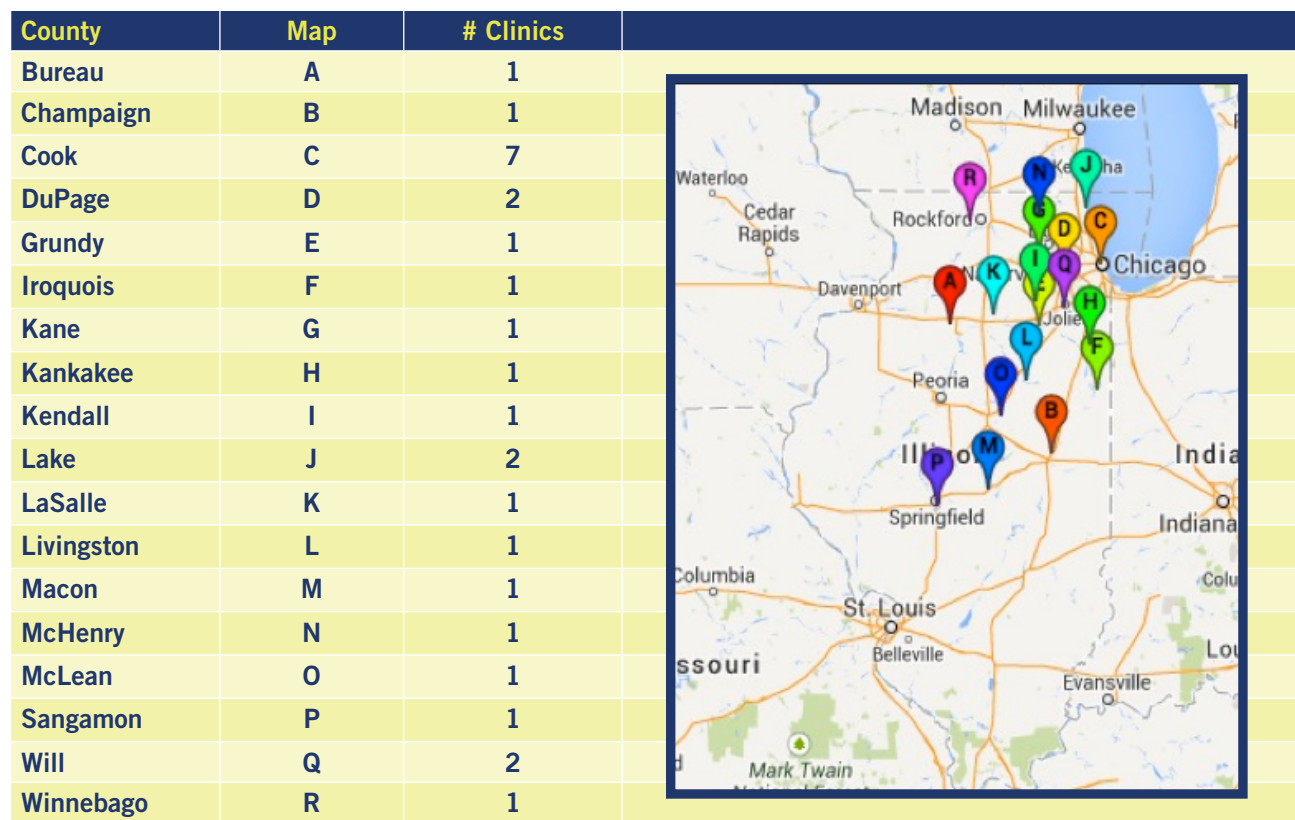 County Map # Clinics
Bureau A 1
Champaign B 1
Cook C 7
DuPage D 2
Grundy E 1
Iroquois F 1
Kane G 1
Kankakee H 1
Kendall I 1
Lake J 2
LaSalle K 1
Livingston L 1
Macon M 1
McHenry N 1
McLean O 1
Sangamon P 1
Will Q 2
Winnebago R 1
Madison Milwaukee
Waterloo
R N J
Cedar
Rapids
Rockford
G D C
Chicago
Davenport
A K I Q
E H
L F
Peoria
O B
M P
Springfield
India
Indiana
Columbia
St. Louis
Belleville
ssouri
Evansville
Mark Twain